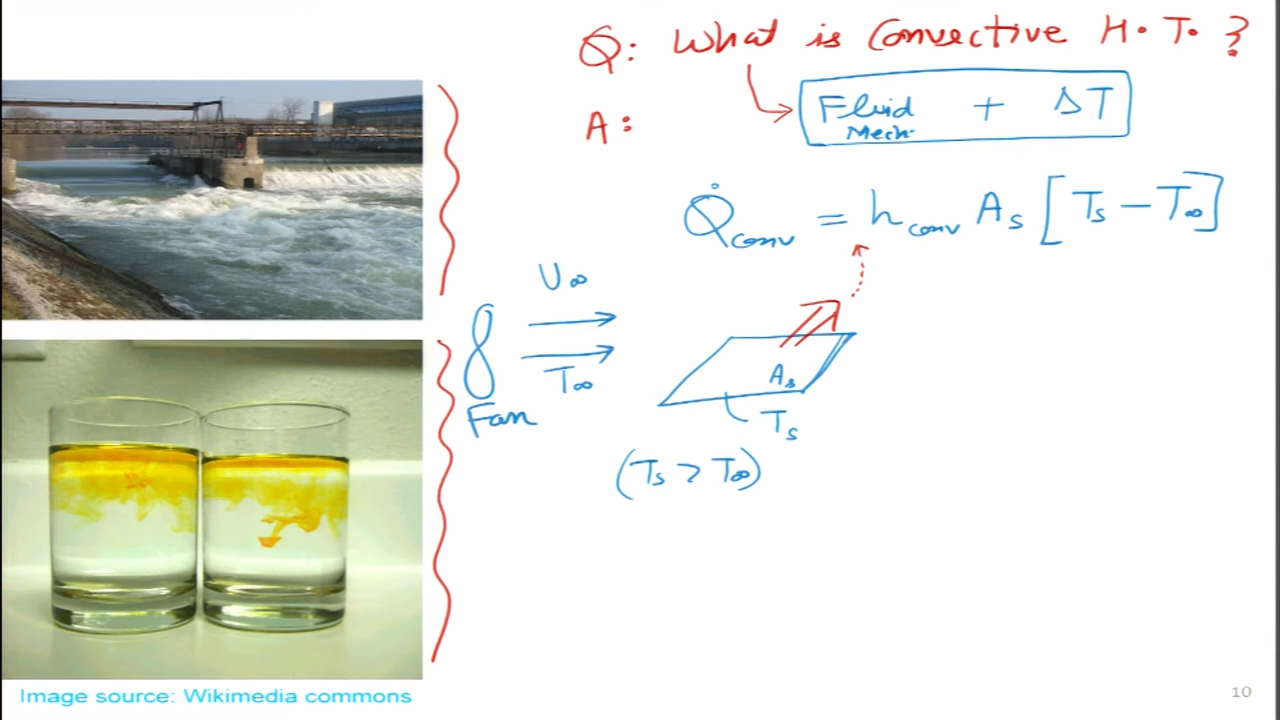 Q: What is Convective H. T. ?
A: Fluid Mech. + ΔT
Q̇conv = hconv As [Ts − T∞]
U∞
T∞
Fan
As
Ts
(Ts > T∞)
Image source: Wikimedia commons
10